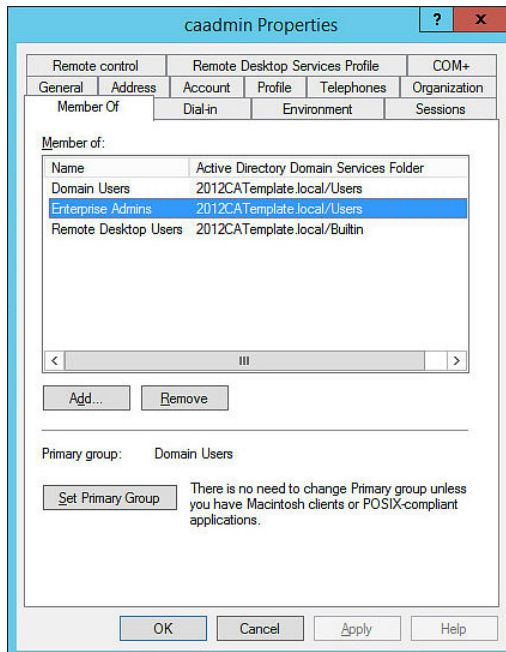 caadmin Properties
?
x
Remote control
Remote Desktop Services Profile
COM+
General
Address
Account
Profile
Telephones
Organization
Member Of
Dial-in
Environment
Sessions
Member of:
Name
Active Directory Domain Services Folder
Domain Users
2012CATemplate.local/Users
Enterprise Admins
2012CATemplate.local/Users
Remote Desktop Users
2012CATemplate.local/Builtin
Add...
Remove
Primary group:
Domain Users
Set Primary Group
There is no need to change Primary group unless
you have Macintosh clients or POSIX-compliant
applications.
OK
Cancel
Apply
Help